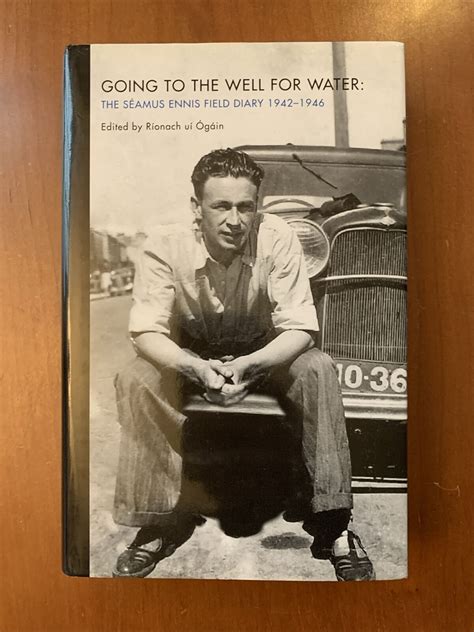 GOING TO THE WELL FOR WATER:
THE SÉAMUS ENNIS FIELD DIARY 1942–1946
Edited by Ríonach uí Ógáin
10-36